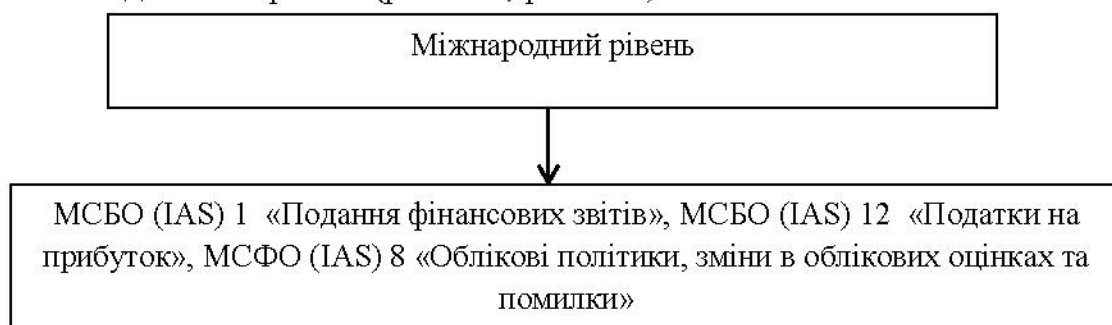 Міжнародний рівень
МСБО (IAS) 1 «Подання фінансових звітів», МСБО (IAS) 12 «Податки на
прибуток», МСФО (IAS) 8 «Облікові політики, зміни в облікових оцінках та
помилки»